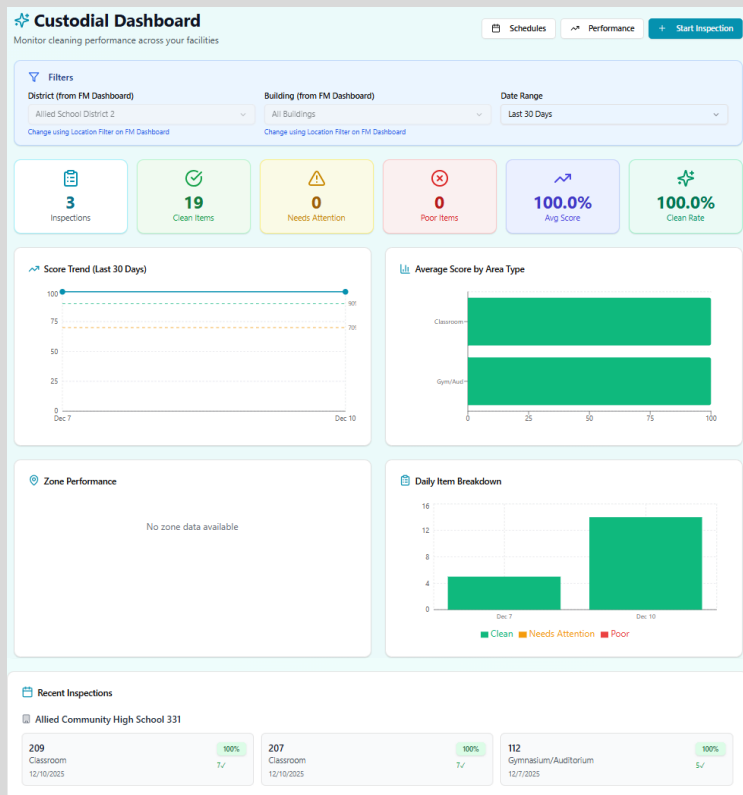 Custodial Dashboard
Monitor cleaning performance across your facilities
Schedules
Performance
+ Start Inspection
Filters
District (from FM Dashboard)
Building (from FM Dashboard)
Date Range
Allied School District 2
All Buildings
Last 30 Days
Change using Location Filter on FM Dashboard
Change using Location Filter on FM Dashboard
3
Inspections
19
Clean Items
0
Needs Attention
0
Poor Items
100.0%
Avg Score
100.0%
Clean Rate
Score Trend (Last 30 Days)
100
75
50
25
0
Dec 7
Dec 10
Average Score by Area Type
Classroom
Gym/Aud
0
25
50
75
100
Zone Performance
No zone data available
Daily Item Breakdown
16
12
8
4
0
Dec 7
Dec 10
Clean
Needs Attention
Poor
Recent Inspections
Allied Community High School 331
209
100%
Classroom
7✓
12/10/2025
207
100%
Classroom
7✓
12/10/2025
112
100%
Gymnasium/Auditorium
5✓
12/7/2025